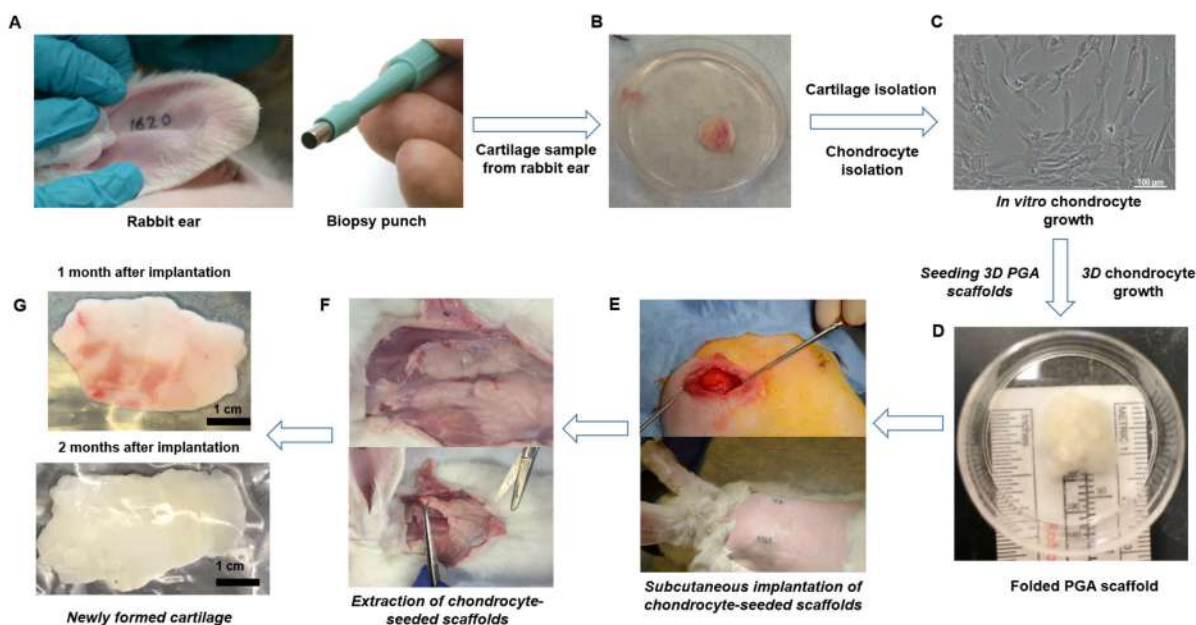 A
1620
Rabbit ear
Biopsy punch
Cartilage sample
from rabbit ear
B
Cartilage isolation
Chondrocyte
isolation
C
100 µm
In vitro chondrocyte
growth
Seeding 3D PGA
scaffolds
3D chondrocyte
growth
D
METRIC 1
Folded PGA scaffold
E
Subcutaneous implantation of
chondrocyte-seeded scaffolds
F
Extraction of chondrocyte-
seeded scaffolds
1 month after implantation
G
1 cm
2 months after implantation
1 cm
Newly formed cartilage